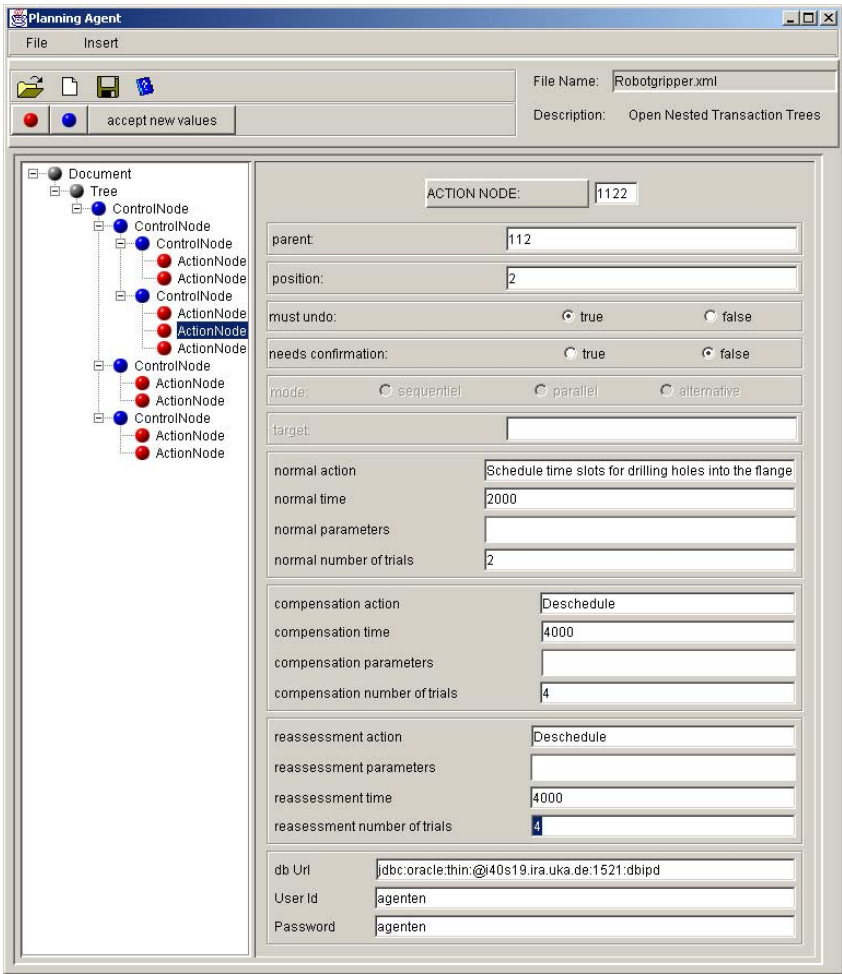 Planning Agent
File Insert
File Name: Robotgripper.xml
accept new values
Description: Open Nested Transaction Trees
Document
Tree
ControlNode
ControlNode
ControlNode
ActionNode
ActionNode
ControlNode
ActionNode
ActionNode
ActionNode
ControlNode
ActionNode
ActionNode
ControlNode
ActionNode
ActionNode
ACTION NODE: 1122
parent: 112
position: 2
must undo: true false
needs confirmation: true false
mode: sequentiel parallel alternative
target:
normal action Schedule time slots for drilling holes into the flange
normal time 2000
normal parameters
normal number of trials 2
compensation action Deschedule
compensation time 4000
compensation parameters
compensation number of trials 4
reassessment action Deschedule
reassessment parameters
reassessment time 4000
reasessment number of trials 4
db Url jdbc:oracle:thin:@i40s19.ira.uka.de:1521:dbipd
User Id agenten
Password agenten